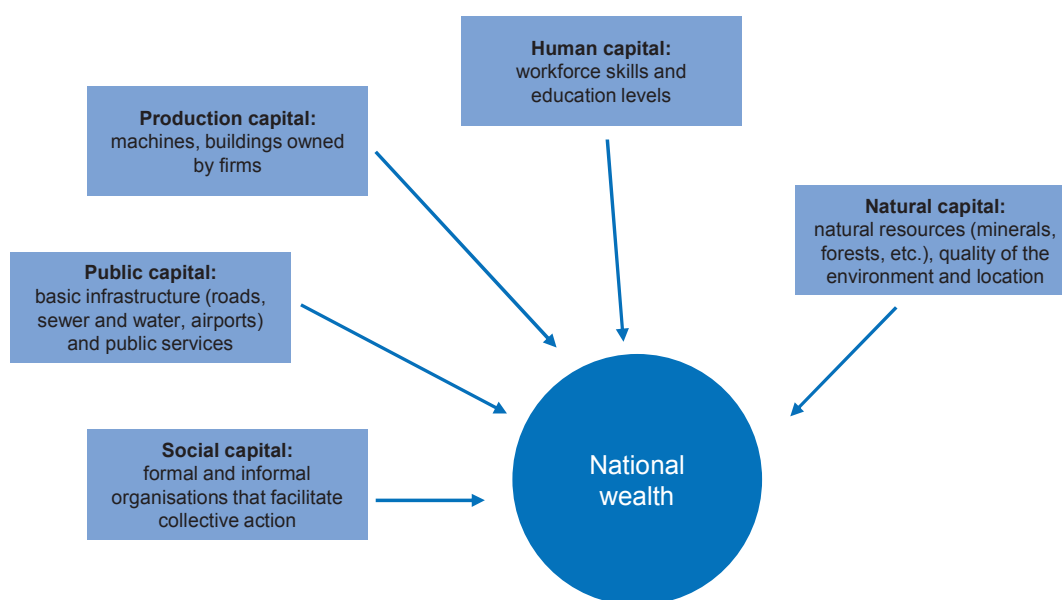 Human capital:
workforce skills and
education levels
Production capital:
machines, buildings owned
by firms
Natural capital:
natural resources (minerals,
forests, etc.), quality of the
environment and location
Public capital:
basic infrastructure (roads,
sewer and water, airports)
and public services
Social capital:
formal and informal
organisations that facilitate
collective action
National
wealth